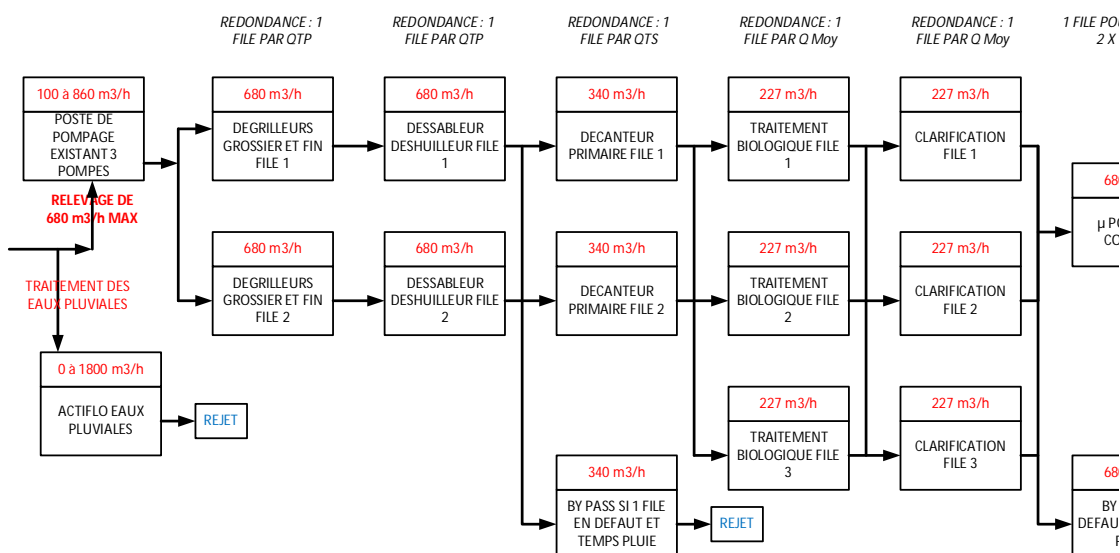 REDONDANCE : 1
FILE PAR QTP
REDONDANCE : 1
FILE PAR QTP
REDONDANCE : 1
FILE PAR QTS
REDONDANCE : 1
FILE PAR Q Moy
REDONDANCE : 1
FILE PAR Q Moy
1 FILE
2 X
100 à 860 m3/h
POSTE DE
POMPAGE
EXISTANT 3
POMPES
680 m3/h
DEGRILLEURS
GROSSIER ET FIN
FILE 1
680 m3/h
DESSABLEUR
DESHUILLEUR FILE
1
340 m3/h
DECANTEUR
PRIMAIRE FILE 1
227 m3/h
TRAITEMENT
BIOLOGIQUE FILE
1
227 m3/h
CLARIFICATION
FILE 1
RELEVAGE DE
680 m3/h MAX
TRAITEMENT DES
EAUX PLUVIALES
680 m3/h
DEGRILLEURS
GROSSIER ET FIN
FILE 2
680 m3/h
DESSABLEUR
DESHUILLEUR FILE
2
340 m3/h
DECANTEUR
PRIMAIRE FILE 2
227 m3/h
TRAITEMENT
BIOLOGIQUE FILE
2
227 m3/h
CLARIFICATION
FILE 2
0 à 1800 m3/h
ACTIFLO EAUX
PLUVIALES
REJET
227 m3/h
TRAITEMENT
BIOLOGIQUE FILE
3
227 m3/h
CLARIFICATION
FILE 3
340 m3/h
BY PASS SI 1 FILE
EN DEFAUT ET
TEMPS PLUIE
REJET
BY